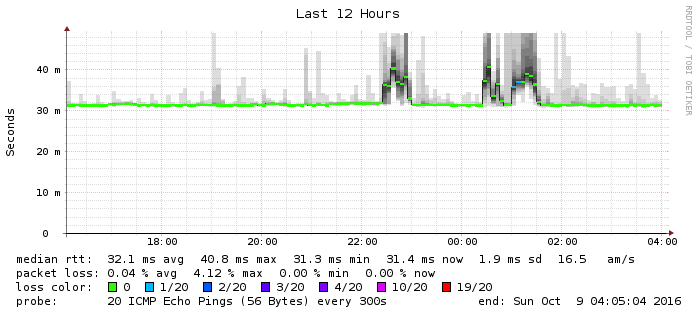 Last 12 Hours
RRDTOOL / TOBI OETIKER
Seconds
40 m
30 m
20 m
10 m
0
18:00 20:00 22:00 00:00 02:00 04:00
median rtt: 32.1 ms avg 40.8 ms max 31.3 ms min 31.4 ms now 1.9 ms sd 16.5 am/s
packet loss: 0.04 % avg 4.12 % max 0.00 % min 0.00 % now
loss color: 0 1/20 2/20 3/20 4/20 10/20 19/20
probe: 20 ICMP Echo Pings (56 Bytes) every 300s end: Sun Oct 9 04:05:04 2016